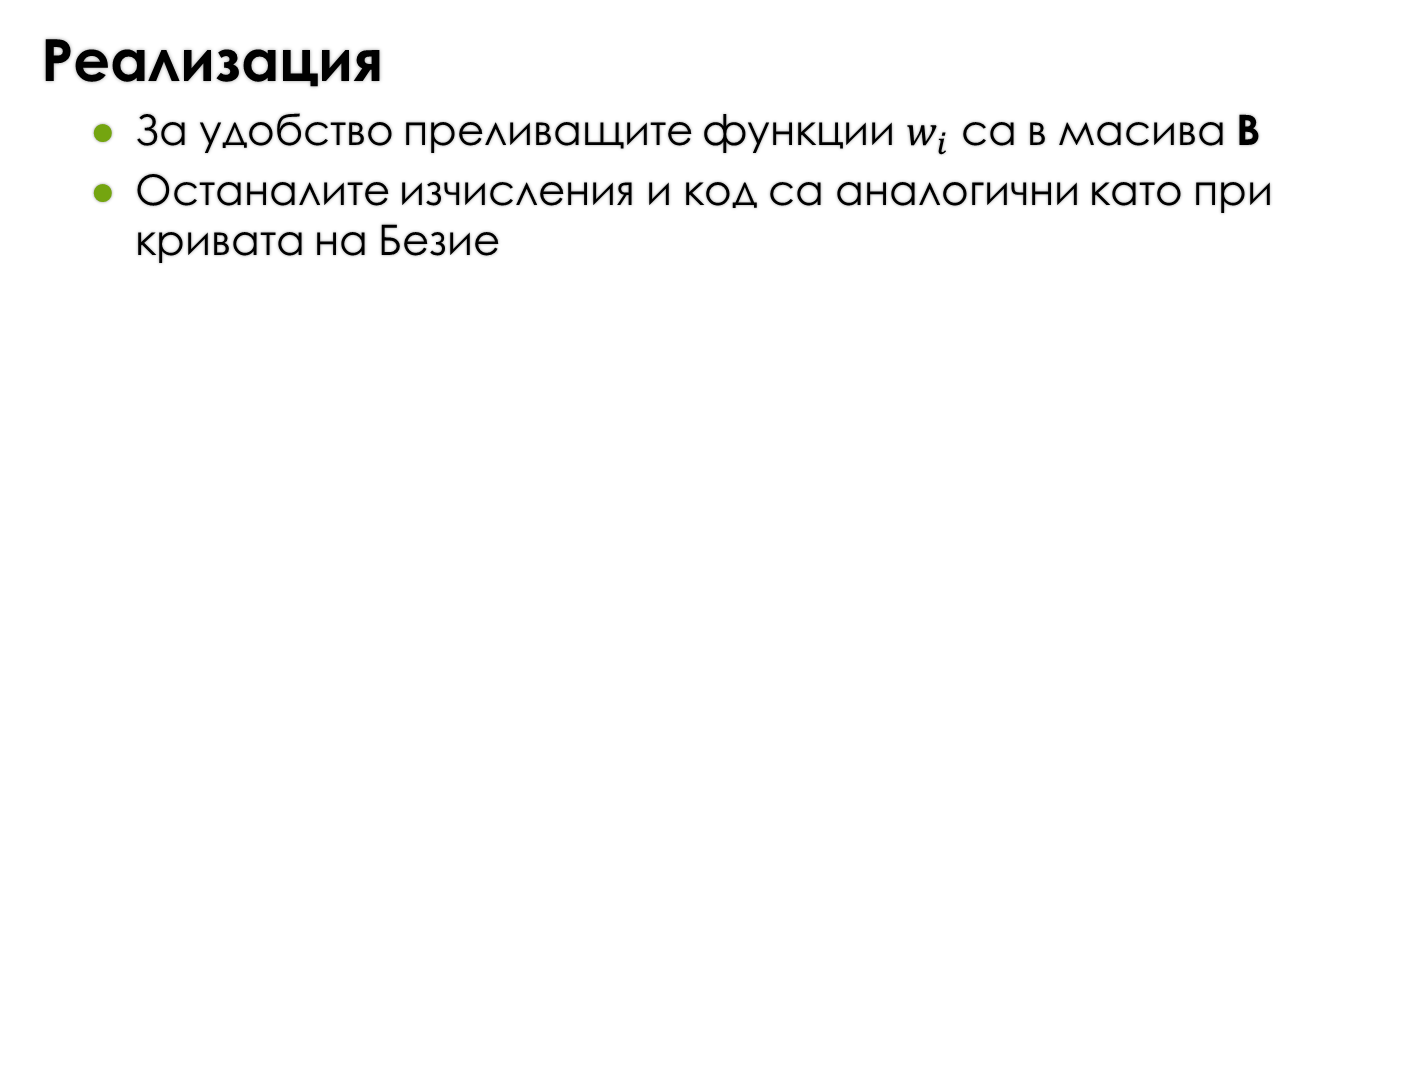 Реализация
За удобство преливащите функции wᵢ са в масива B
Останалите изчисления и код са аналогични като при
кривата на Безие